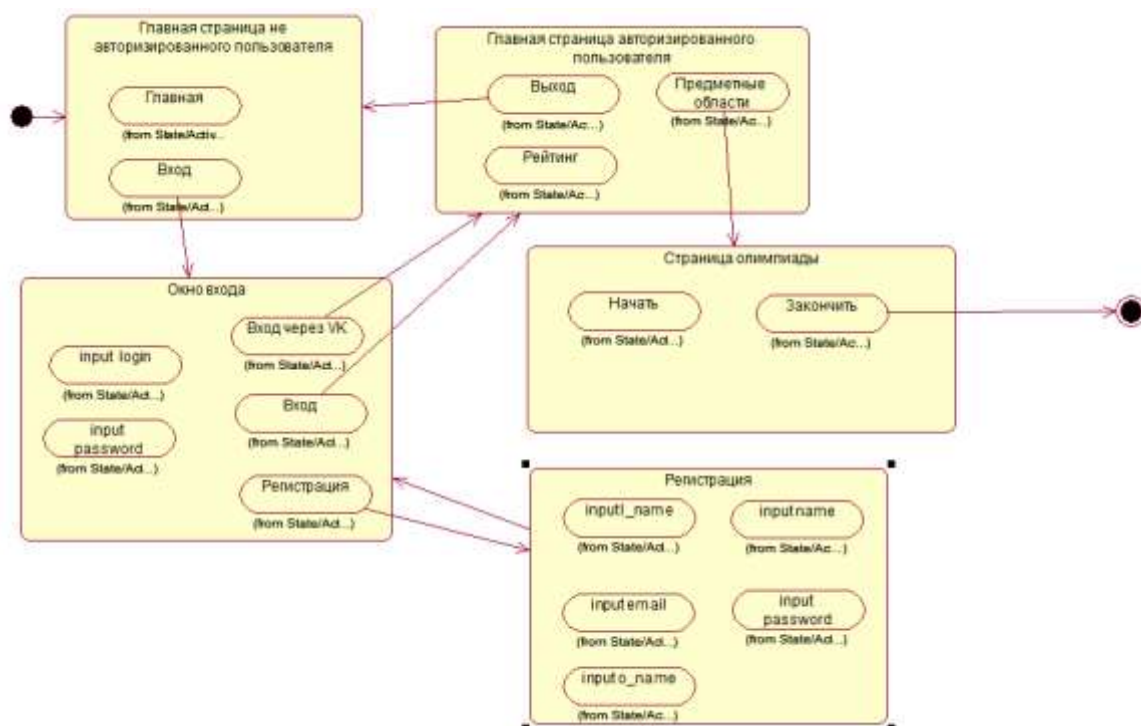 Главная страница не
авторизированного пользователя
Главная
(from State/Activ...
Вход
(from State/Act...)
Главная страница авторизированного
пользователя
Выход
(from State/Ac...)
Предметные
области
(from State/Ac...)
Рейтинг
(from State/Ac...)
Окно входа
Вход через VK
(from State/Act...)
input login
(from State/Act...)
Вход
(from State/Act...)
input
password
(from State/Act...)
Регистрация
(from State/Act...)
Страница олимпиады
Начать
(from State/Act...)
Закончить
(from State/Ac...)
Регистрация
inputl_name
(from State/Act...)
inputname
(from State/Ac...)
inputemail
(from State/Act...)
input
password
(from State/Ac...)
inputo_name
(from State/Act...)